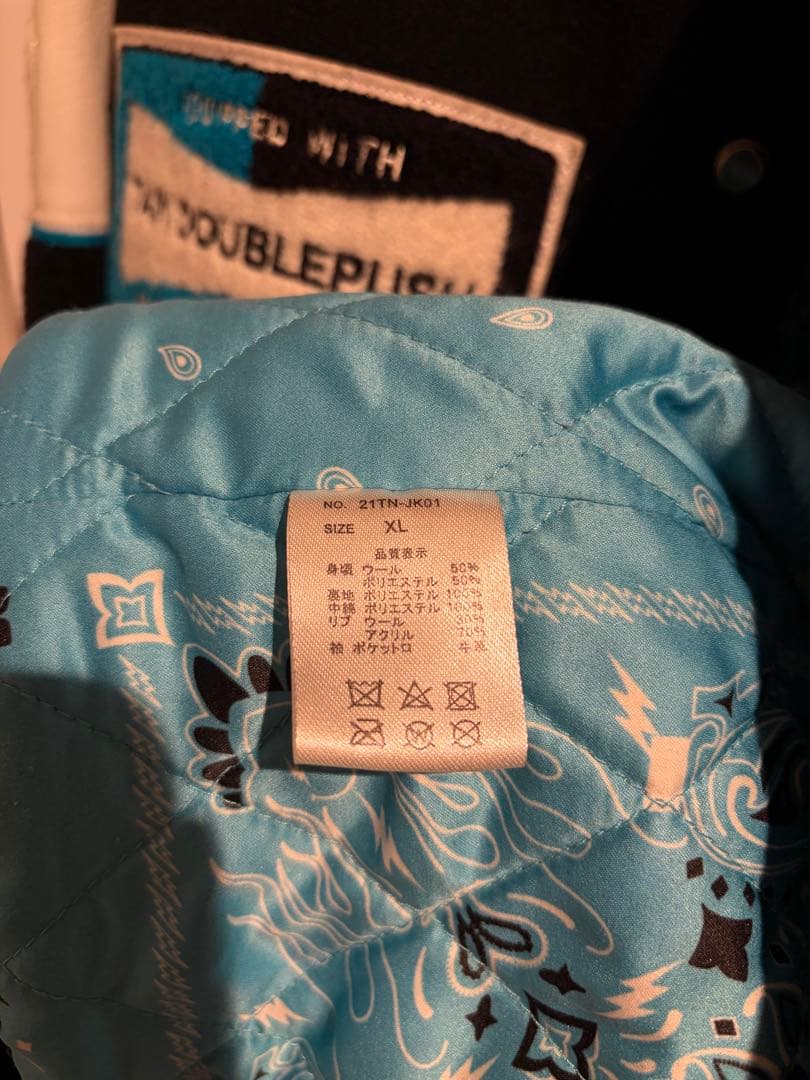 WITH
DOUBLEPLUSH
NO. 21TN-JK01
SIZE XL
品質表示
身頃 ウール 50%
ポリエステル 50%
裏地 ポリエステル 100%
中綿 ポリエステル 100%
リブ ウール 30%
アクリル 70%
袖 ポケット口 牛革